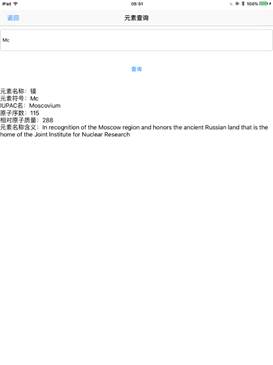 iPad
09:51
100%
返回
元素查询
Mc
查询
元素名称：镆
元素符号：Mc
IUPAC名：Moscovium
原子序数：115
相对原子质量：288
元素名称含义：In recognition of the Moscow region and honors the ancient Russian land that is the
home of the Joint Institute for Nuclear Research